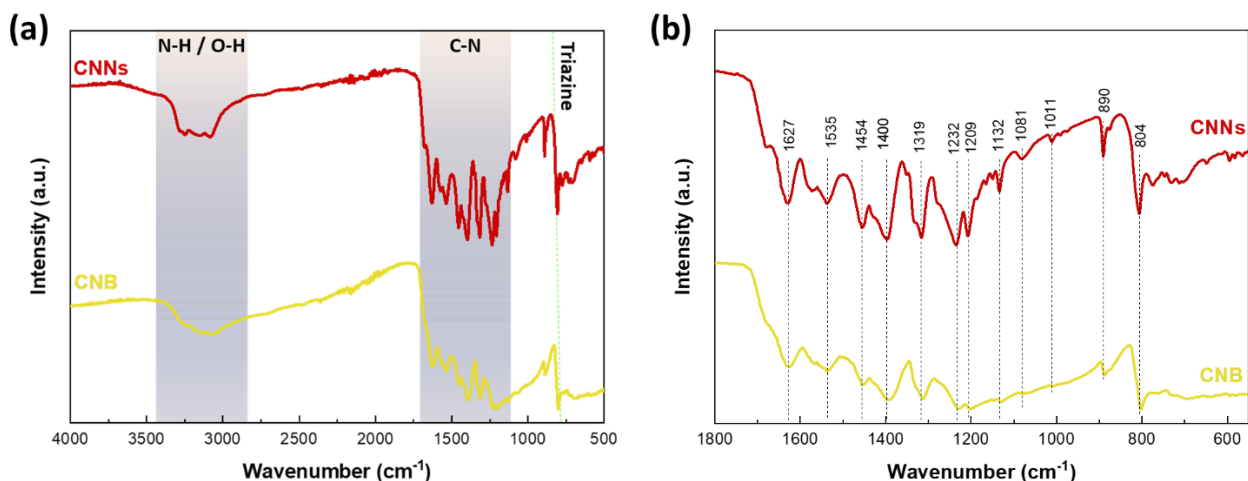 (a)
N-H / O-H
C-N
Triazine
CNNs
CNB
Intensity (a.u.)
4000 3500 3000 2500 2000 1500 1000 500
Wavenumber (cm-1)
(b)
1627 1535 1454 1400 1319 1232 1209 1132 1081 1011 890 804
CNNs
CNB
Intensity (a.u.)
1800 1600 1400 1200 1000 800 600
Wavenumber (cm-1)